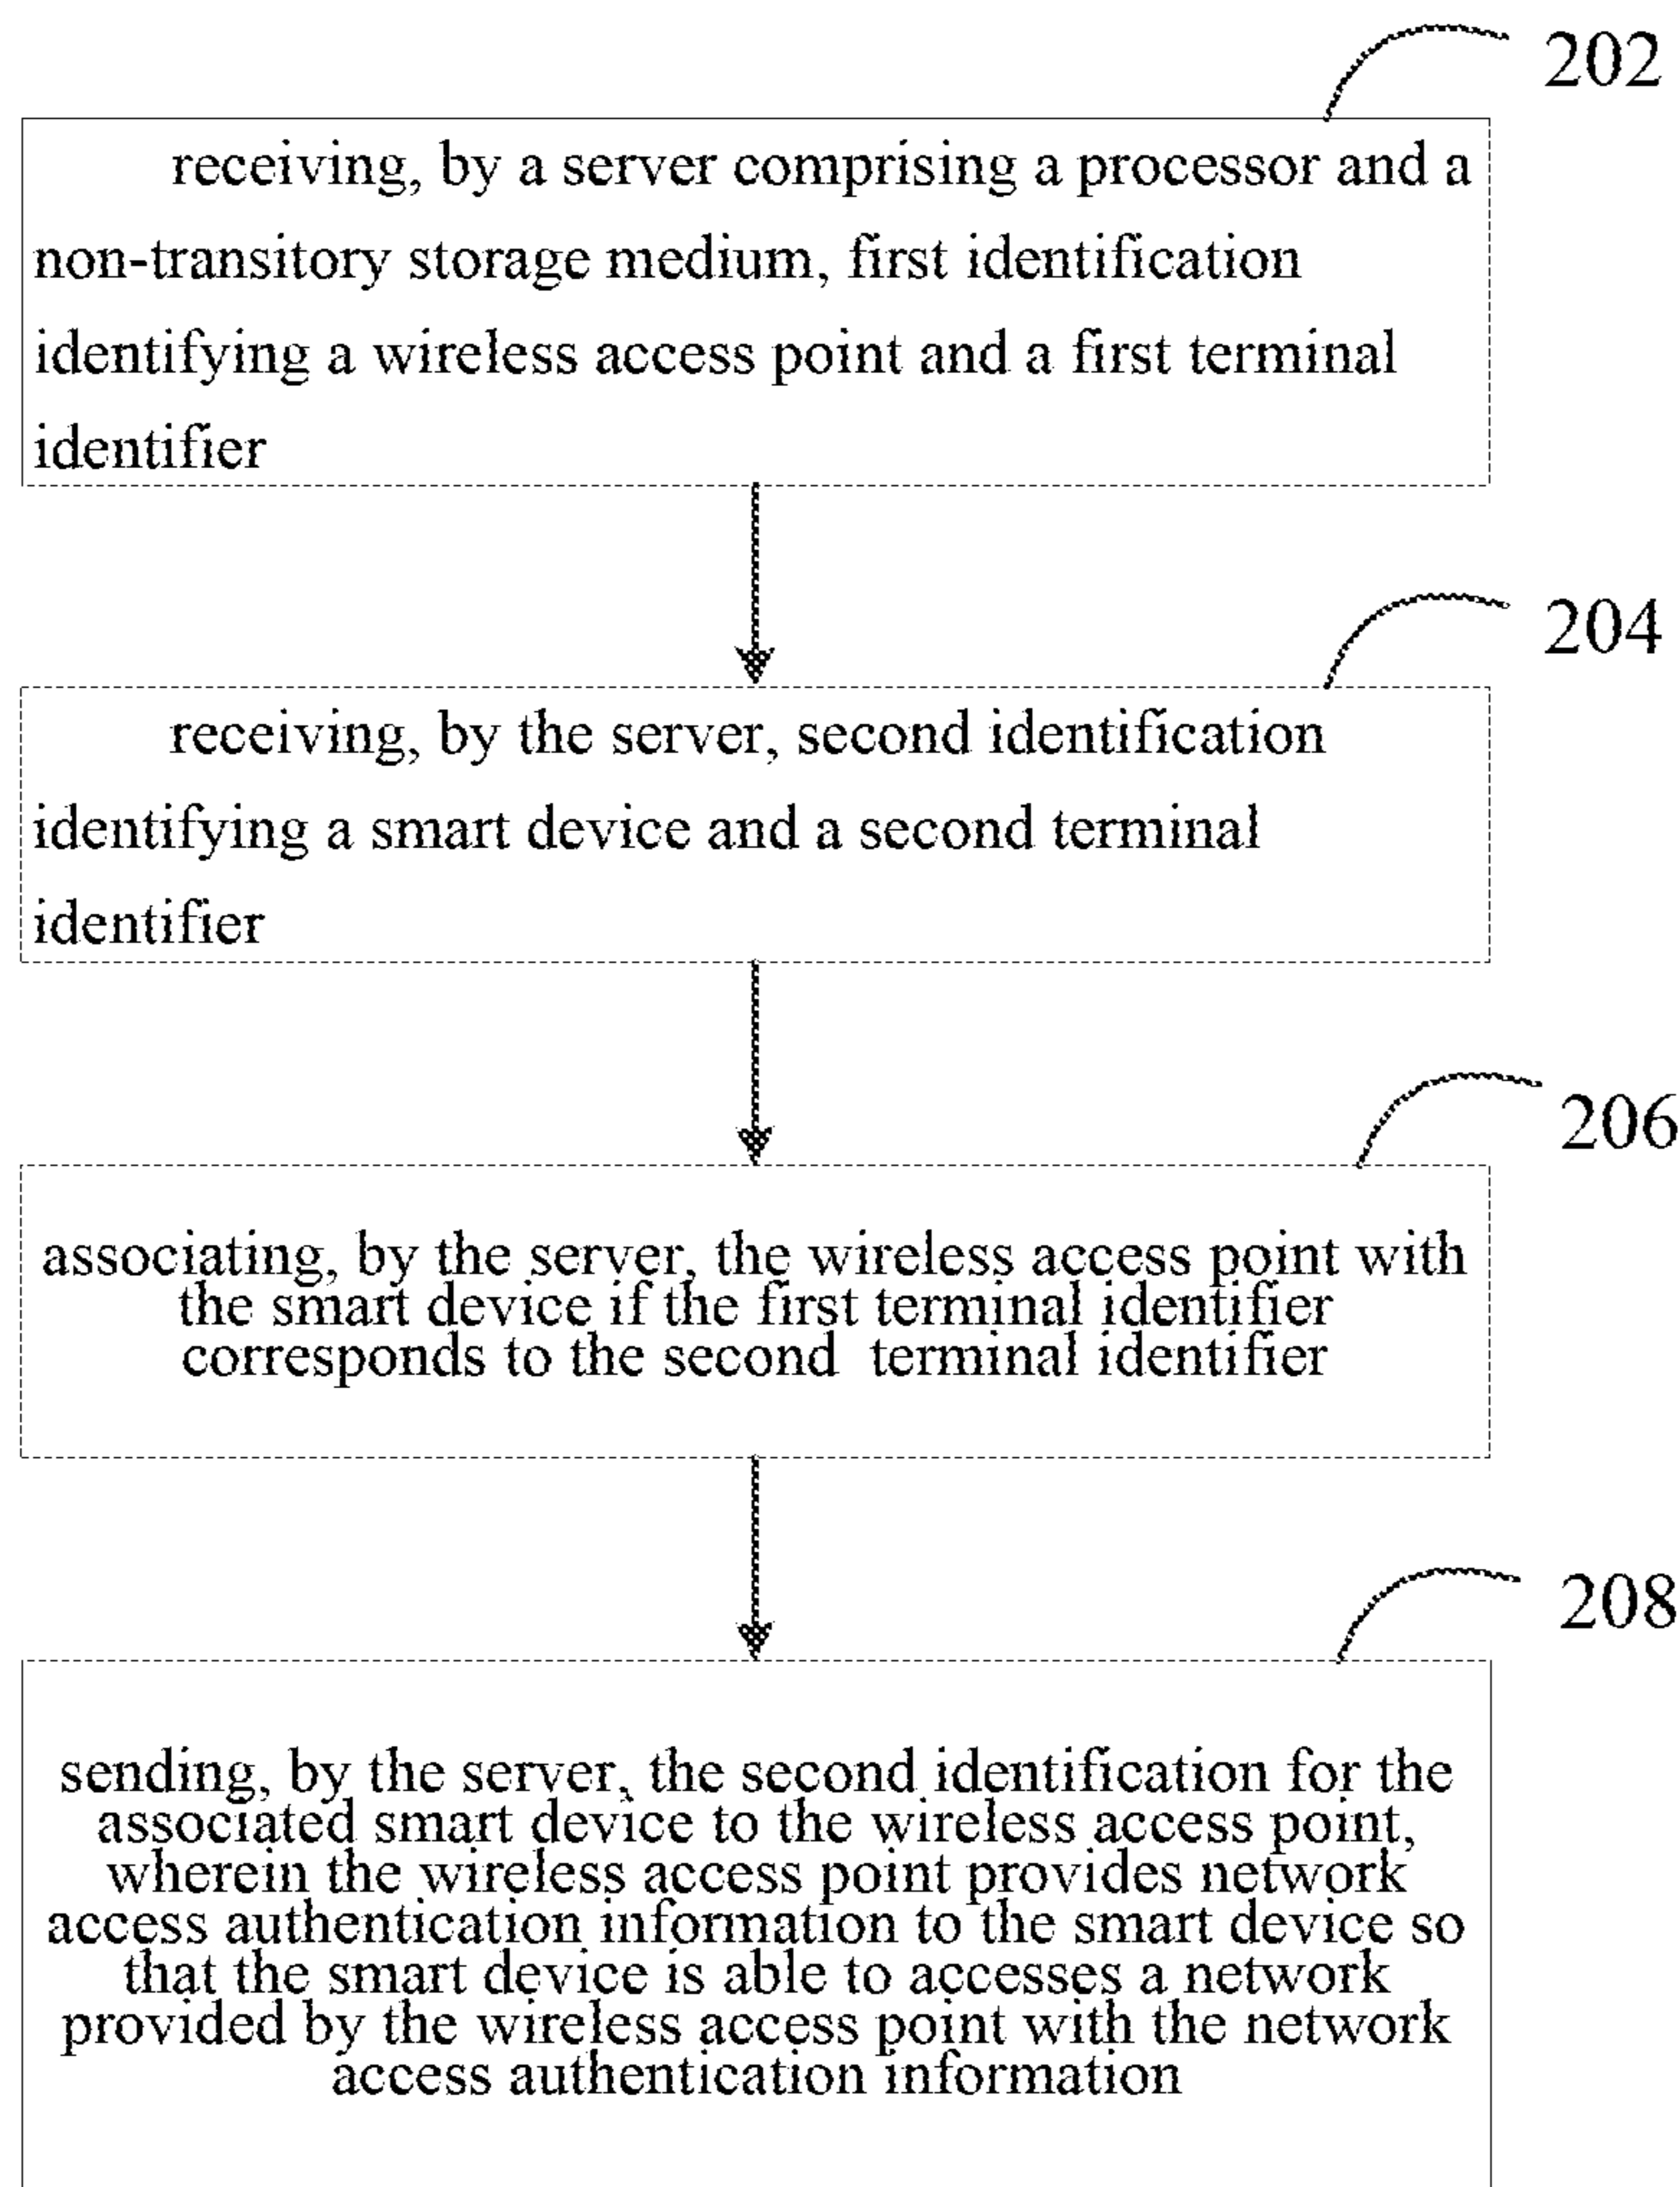 202
receiving, by a server comprising a processor and a
non-transitory storage medium, first identification
identifying a wireless access point and a first terminal
identifier
204
receiving, by the server, second identification
identifying a smart device and a second terminal
identifier
206
associating, by the server, the wireless access point with
the smart device if the first terminal identifier
corresponds to the second terminal identifier
208
sending, by the server, the second identification for the
associated smart device to the wireless access point,
wherein the wireless access point provides network
access authentication information to the smart device so
that the smart device is able to accesses a network
provided by the wireless access point with the network
access authentication information